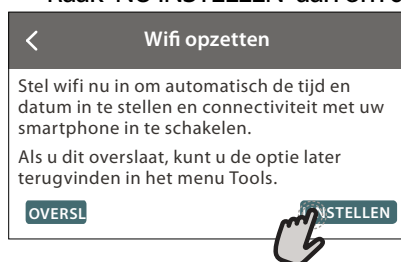 Wifi opzetten
Stel wifi nu in om automatisch de tijd en
datum in te stellen en connectiviteit met uw
smartphone in te schakelen.
Als u dit overslaat, kunt u de optie later
terugvinden in het menu Tools.
OVERSL